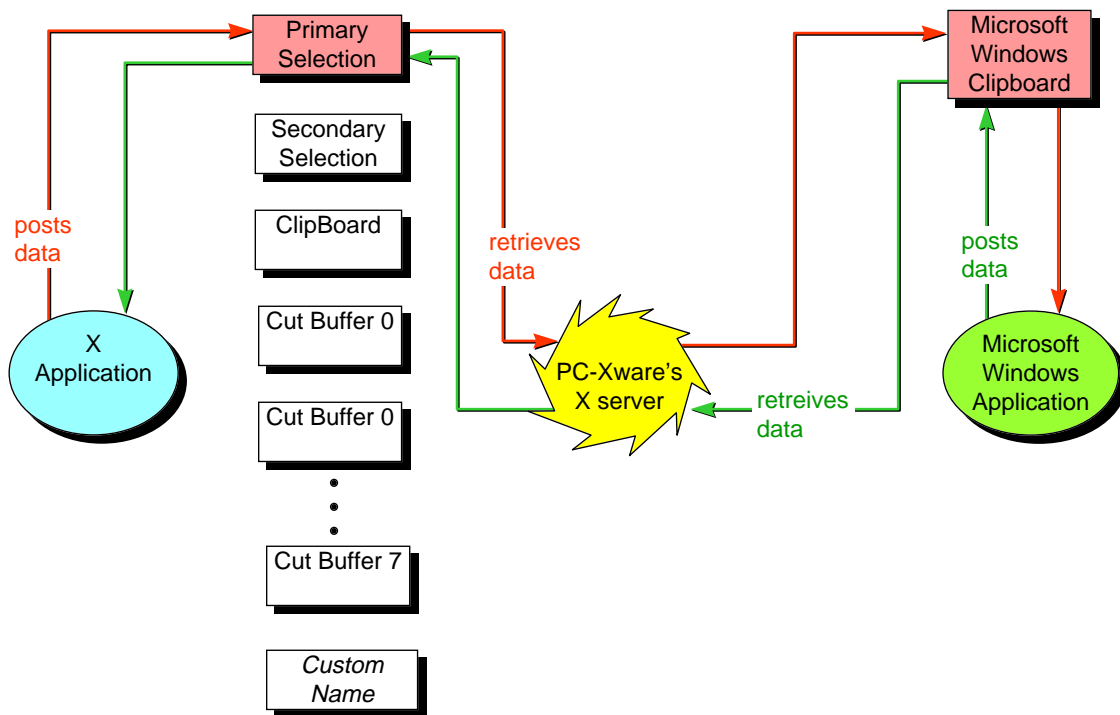 Primary
Selection
Microsoft
Windows
Clipboard
Secondary
Selection
posts
data
ClipBoard
retrieves
data
posts
data
Cut Buffer 0
X
Application
PC-Xware's
X server
Microsoft
Windows
Application
retreives
data
Cut Buffer 0
Cut Buffer 7
Custom
Name